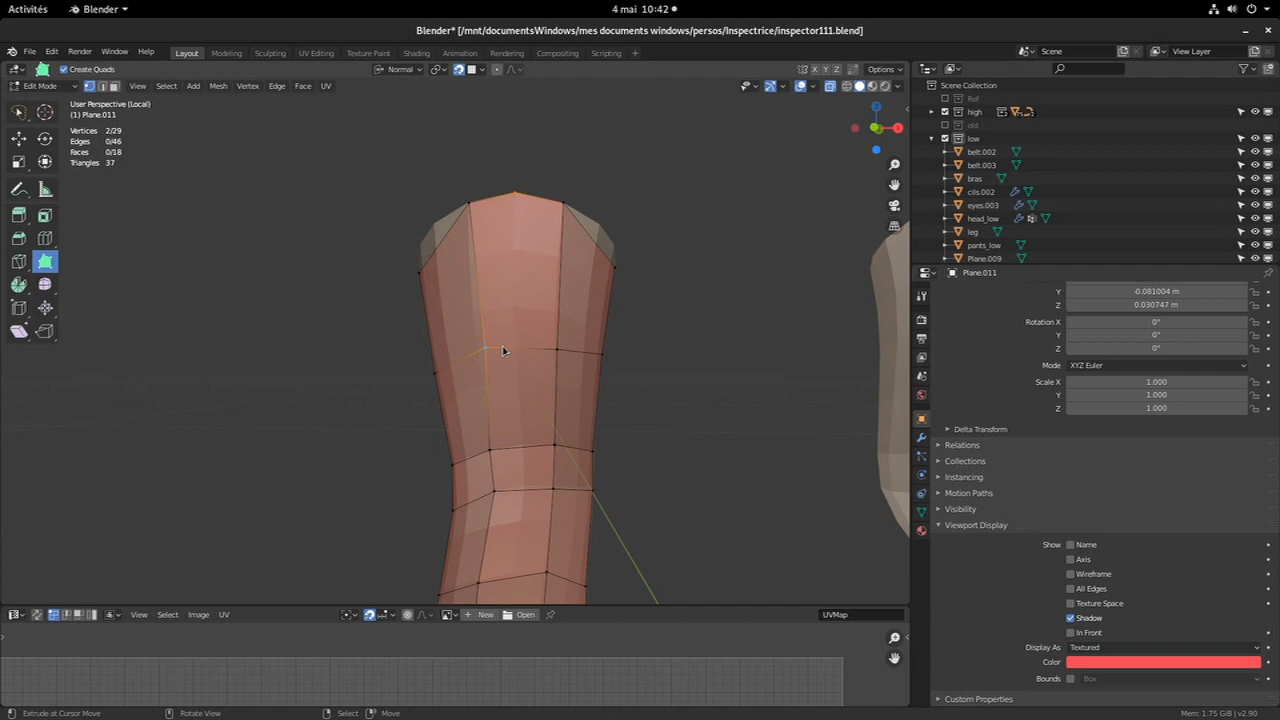 Activités
Blender
4 mai 10:42
Blender* [/mnt/documentsWindows/mes documents windows/persos/Inspectrice/inspector111.blend]
File Edit Render Window Help
Layout Modeling Sculpting UV Editing Texture Paint Shading Animation Rendering Compositing Scripting +
Scene
View Layer
Create Quads
Normal
X Y Z
Options
Edit Mode
View Select Add Mesh Vertex Edge Face UV
User Perspective (Local)
(1) Plane.011
Vertices 2/29
Edges 0/46
Faces 0/18
Triangles 37
Z
X
Scene Collection
Ref
high
old
low
belt.002
belt.003
bras
cils.002
eyes.003
head_low
leg
pants_low
Plane.009
Plane.011
Y -0.081004 m
Z 0.030747 m
Rotation X 0°
Y 0°
Z 0°
Mode XYZ Euler
Scale X 1.000
Y 1.000
Z 1.000
Delta Transform
Relations
Collections
Instancing
Motion Paths
Visibility
Viewport Display
Show Name
Axis
Wireframe
All Edges
Texture Space
Shadow
In Front
Display As Textured
Color
Bounds Box
Custom Properties
View Select Image UV
New
Open
UVMap
Extrude at Cursor Move
Rotate View
Select
Move
Mem: 1.75 GiB | v2.90